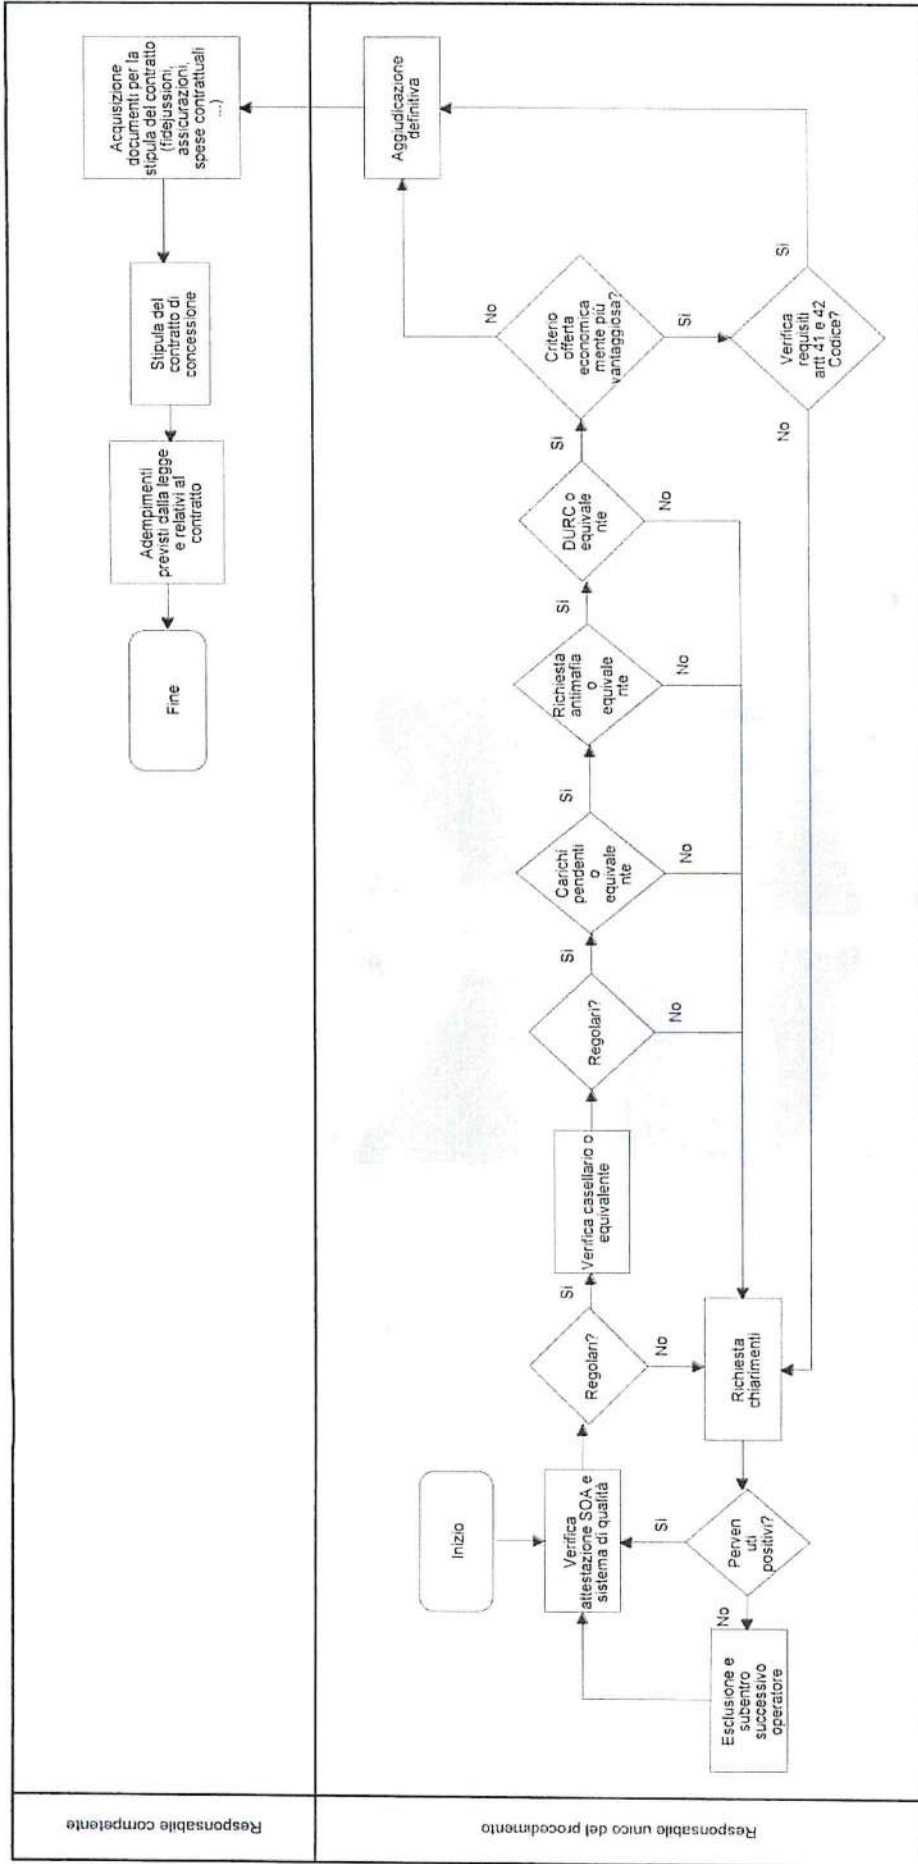 Responsabile competente
Acquisizione
documenti per la
stipula del contratto
(fidejussioni,
assicurazioni,
spese contrattuali
...)
Stipula del
contratto di
concessione
Adempimenti
previsti dalla legge
e relativi al
contratto
Fine
Responsabile unico del procedimento
Inizio
Verifica
attestazione SOA e
sistema di qualità
Regolari?
Si
No
Verifica casellario o
equivalente
Regolari?
Si
No
Carichi
pendenti
o
equivale
nte
Si
No
Richiesta
antimafia
o
equivale
nte
Si
No
DURC o
equivale
nte
Si
No
Criterio
offerta
economica
mente più
vantaggiosa?
No
Si
Verifica
requisiti
artt 41 e 42
Codice?
Si
No
Aggiudicazione
definitiva
Richiesta
chiarimenti
Perven
uti
positivi?
Si
No
Esclusione e
subentro
successivo
operatore